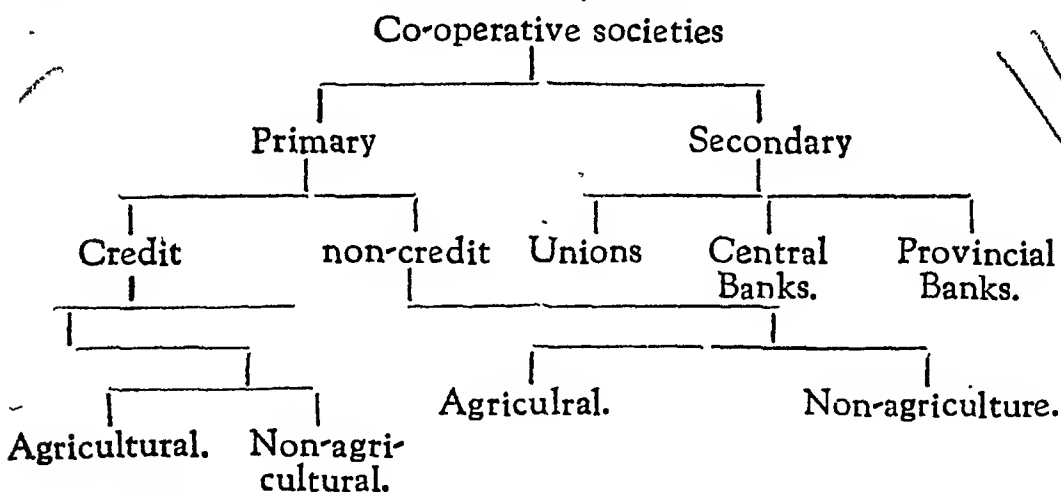 Co-operative societies
Primary Secondary
Credit non-credit Unions Central Banks. Provincial Banks.
Agriculral. Non-agriculture.
Agricultural. Non-agri-
cultural.